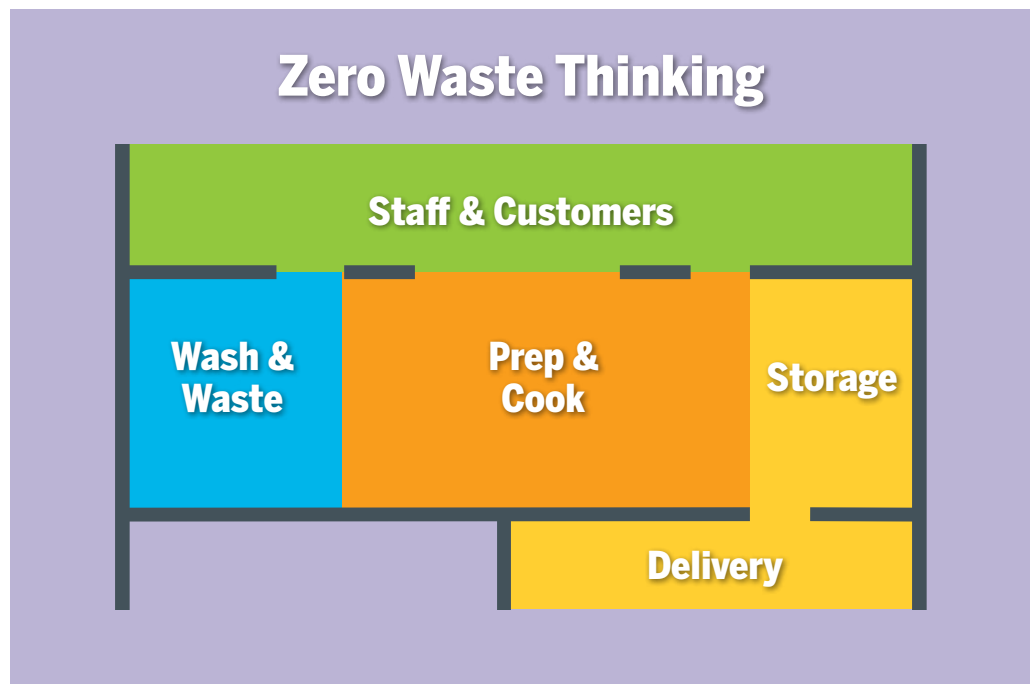 Zero Waste Thinking
Staff & Customers
Wash &
Waste
Prep &
Cook
Storage
Delivery